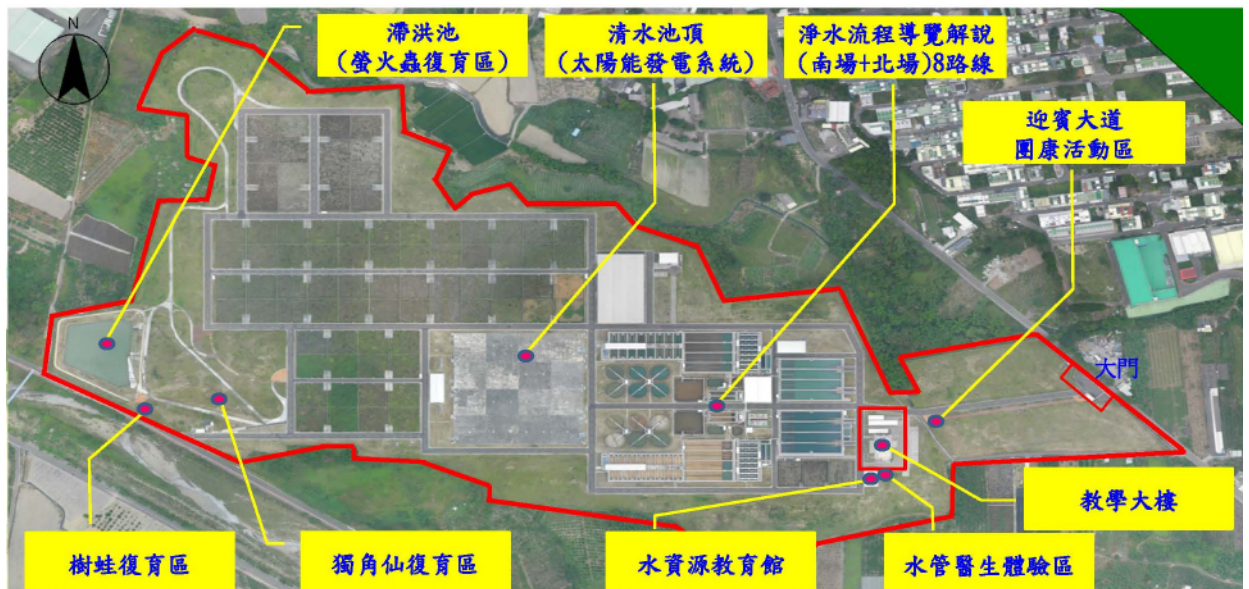 N
滯洪池
(螢火蟲復育區)
清水池頂
(太陽能發電系統)
淨水流程導覽解說
(南場+北場)8路線
迎賓大道
團康活動區
大門
教學大樓
樹蛙復育區
獨角仙復育區
水資源教育館
水管醫生體驗區